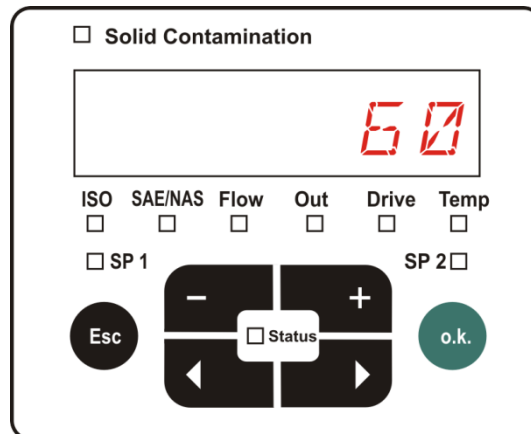 Solid Contamination
60
ISO SAE/NAS Flow Out Drive Temp
SP 1 SP 2
- +
Esc Status o.k.